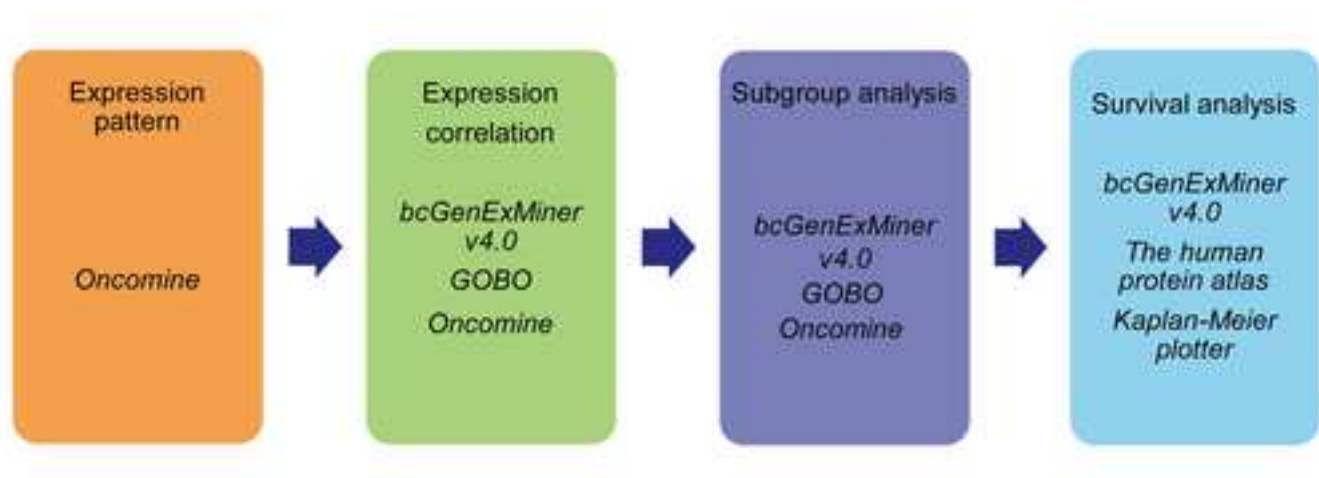 Expression
pattern
Oncomine
Expression
correlation
bcGenExMiner
v4.0
GOBO
Oncomine
Subgroup analysis
bcGenExMiner
v4.0
GOBO
Oncomine
Survival analysis
bcGenExMiner
v4.0
The human
protein atlas
Kaplan-Meier
plotter